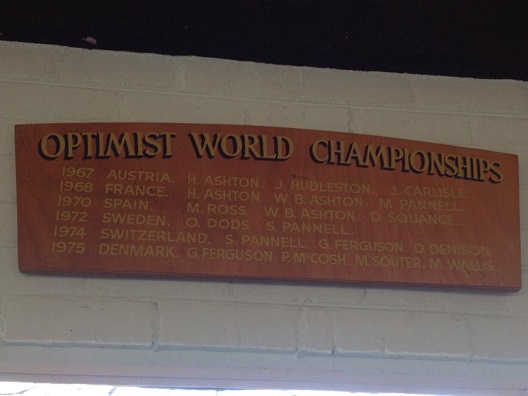 OPTIMIST WORLD CHAMPIONSHIPS
1967 AUSTRIA. H. ASHTON J. HUDLESTON J. CARLISLE
1968 FRANCE. H. ASHTON W.B. ASHTON M. PANNELL
1970 SPAIN. M. ROSS W.B. ASHTON D. SQUANCE.
1972 SWEDEN. O. DODS. S. PANNELL.
1974 SWITZERLAND. S. PANNELL. G. FERGUSON. D. DENISON.
1975 DENMARK. G. FERGUSON. P. McCOSH. M. SOUTER. M. WALLIS.